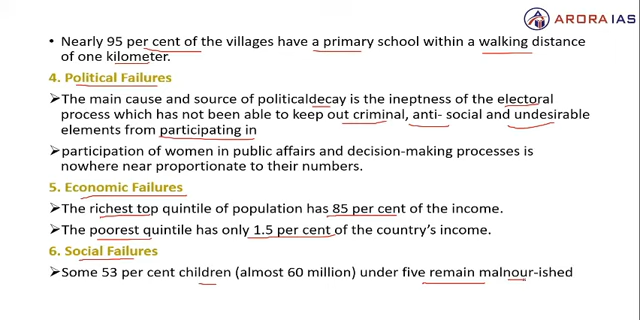 ARORA IAS
• Nearly 95 per cent of the villages have a primary school within a walking distance
of one kilometer.
4. Political Failures
➢The main cause and source of politicaldecay is the ineptness of the electoral
process which has not been able to keep out criminal, anti- social and undesirable
elements from participating in
➢participation of women in public affairs and decision-making processes is
nowhere near proportionate to their numbers.
5. Economic Failures
➢The richest top quintile of population has 85 per cent of the income.
➢The poorest quintile has only 1.5 per cent of the country's income.
6. Social Failures
➢Some 53 per cent children (almost 60 million) under five remain malnour-ished